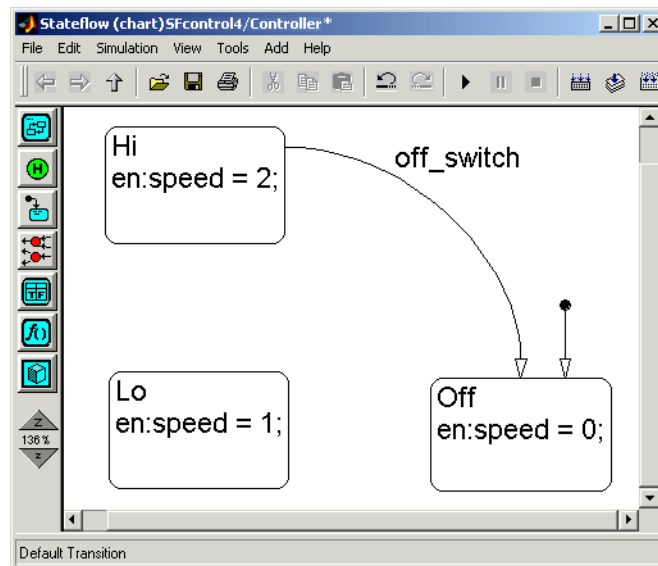 Stateflow (chart)SFcontrol4/Controller*
File Edit Simulation View Tools Add Help
H
Hi
en:speed = 2;
off_switch
TF
f()
Lo
en:speed = 1;
Off
en:speed = 0;
Z
136%
z
Default Transition